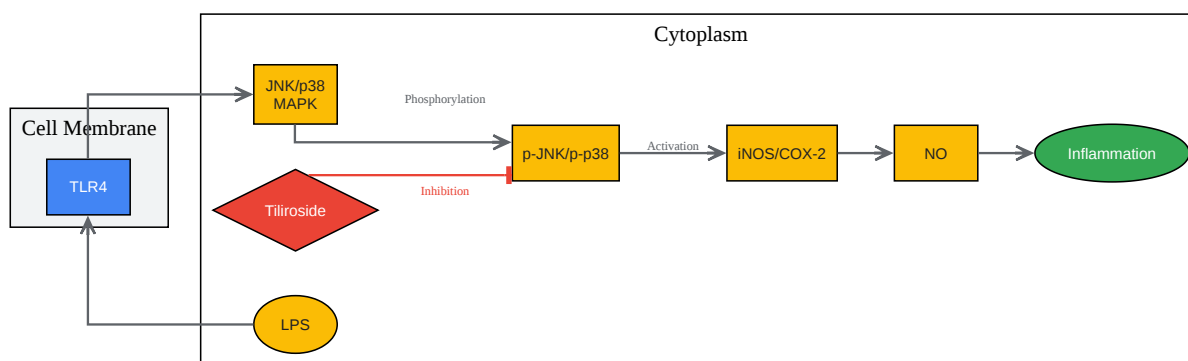 Cytoplasm
JNK/p38
MAPK
Phosphorylation
Cell Membrane
TLR4
p-JNK/p-p38
Activation
iNOS/COX-2
NO
Inflammation
Inhibition
Tiliroside
LPS